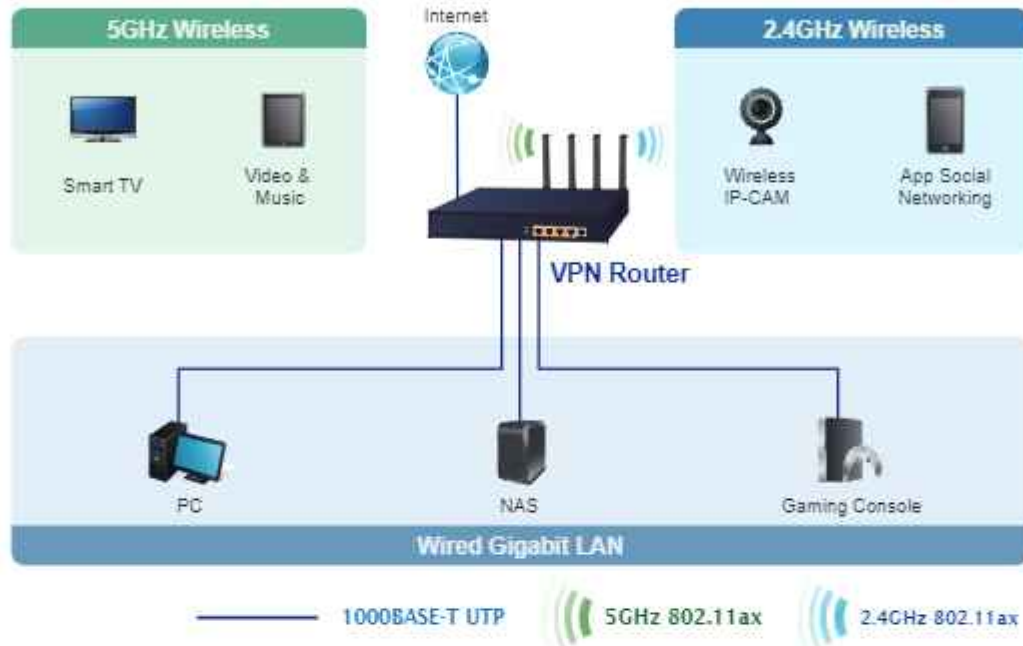 5GHz Wireless
Internet
2.4GHz Wireless
Smart TV
Video &
Music
Wireless
IP-CAM
App Social
Networking
VPN Router
PC
NAS
Gaming Console
Wired Gigabit LAN
1000BASE-T UTP
5GHz 802.11ax
2.4GHz 802.11ax